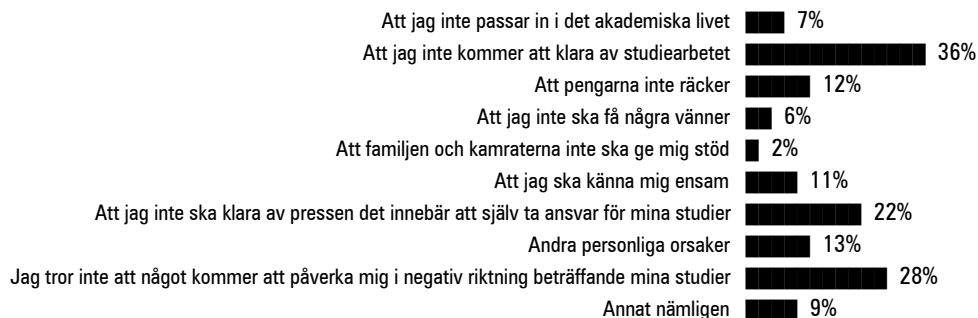 Att jag inte passar in i det akademiska livet 7%
Att jag inte kommer att klara av studiearbetet 36%
Att pengarna inte räcker 12%
Att jag inte ska få några vänner 6%
Att familjen och kamraterna inte ska ge mig stöd 2%
Att jag ska känna mig ensam 11%
Att jag inte ska klara av pressen det innebär att själv ta ansvar för mina studier 22%
Andra personliga orsaker 13%
Jag tror inte att något kommer att påverka mig i negativ riktning beträffande mina studier 28%
Annat nämligen 9%